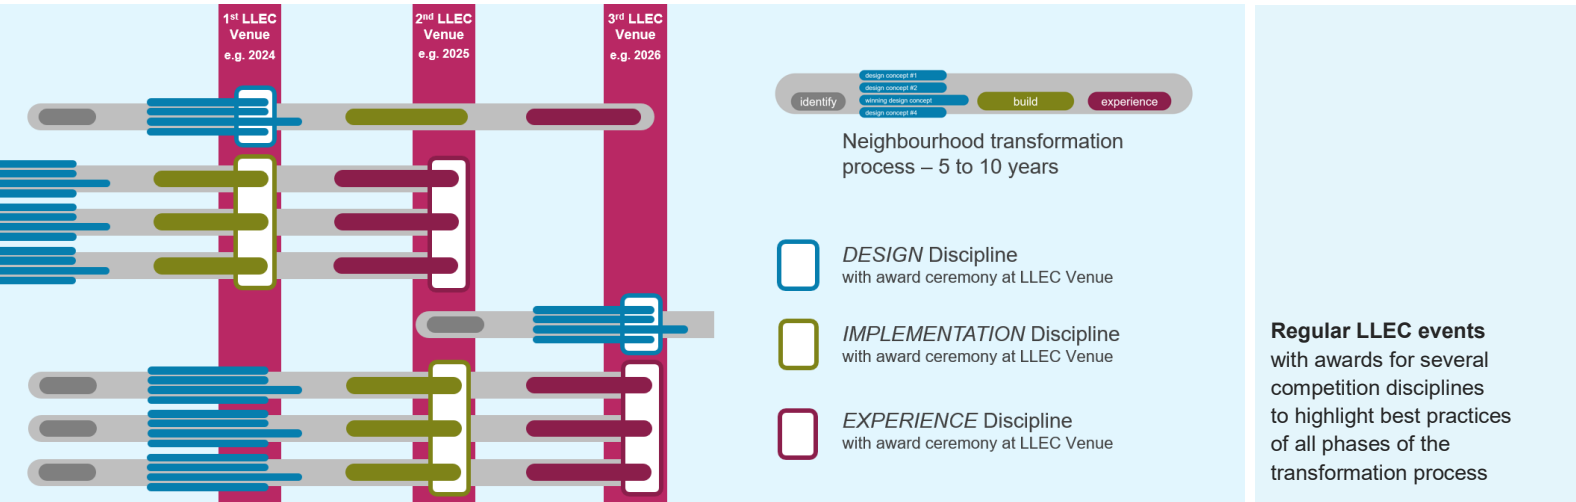 1st LLEC
Venue
e.g. 2024
2nd LLEC
Venue
e.g. 2025
3rd LLEC
Venue
e.g. 2026
identify
design concept #1
design concept #2
winning design concept
design concept #4
build
experience
Neighbourhood transformation
process – 5 to 10 years
DESIGN Discipline
with award ceremony at LLEC Venue
IMPLEMENTATION Discipline
with award ceremony at LLEC Venue
EXPERIENCE Discipline
with award ceremony at LLEC Venue
Regular LLEC events
with awards for several
competition disciplines
to highlight best practices
of all phases of the
transformation process